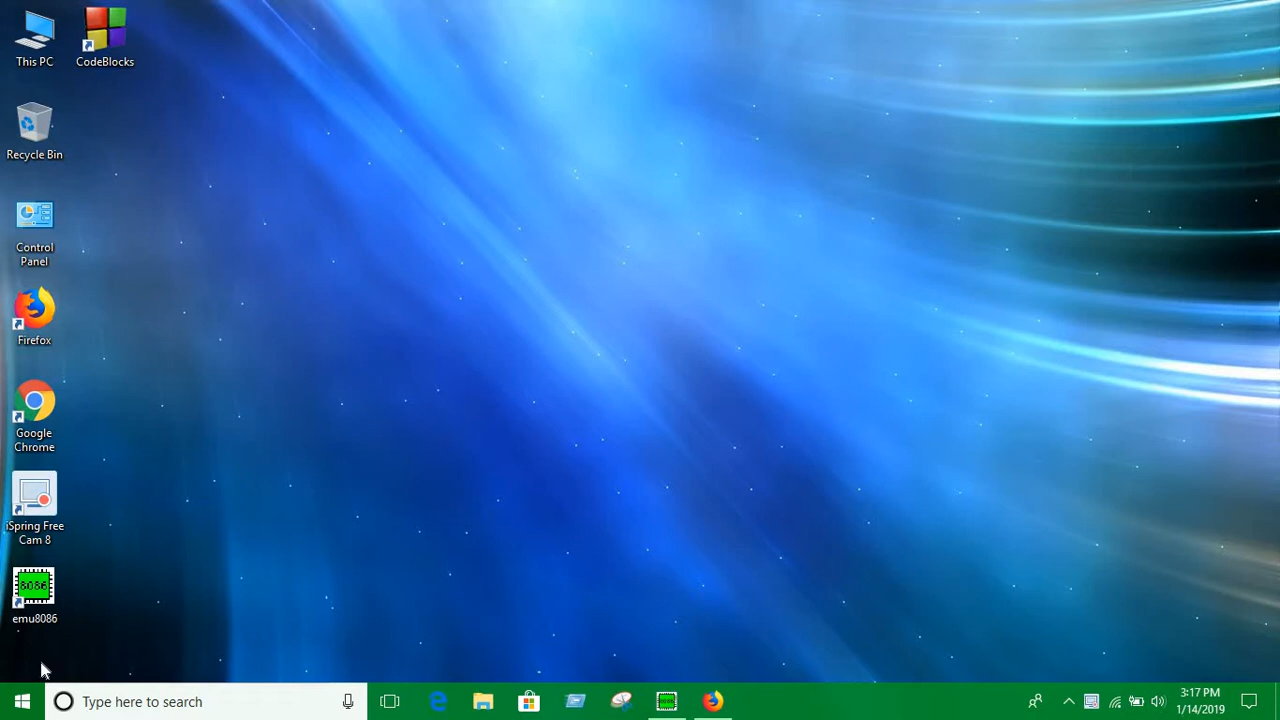 This PC
CodeBlocks
Recycle Bin
Control
Panel
Firefox
Google
Chrome
iSpring Free
Cam 8
8086
emu8086
Type here to search
3:17 PM
1/14/2019